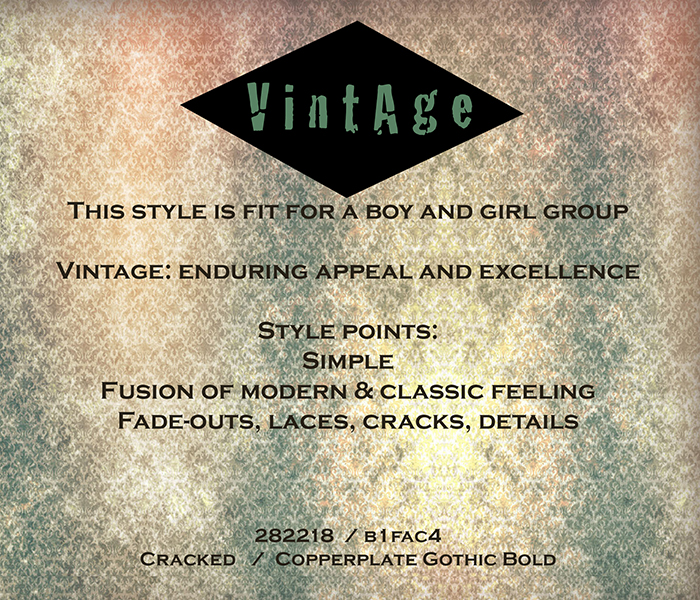 VintAge
This style is fit for a boy and girl group
Vintage: enduring appeal and excellence
Style points:
Simple
Fusion of modern & classic feeling
Fade-outs, laces, cracks, details
282218 / b1fac4
Cracked / Copperplate Gothic Bold